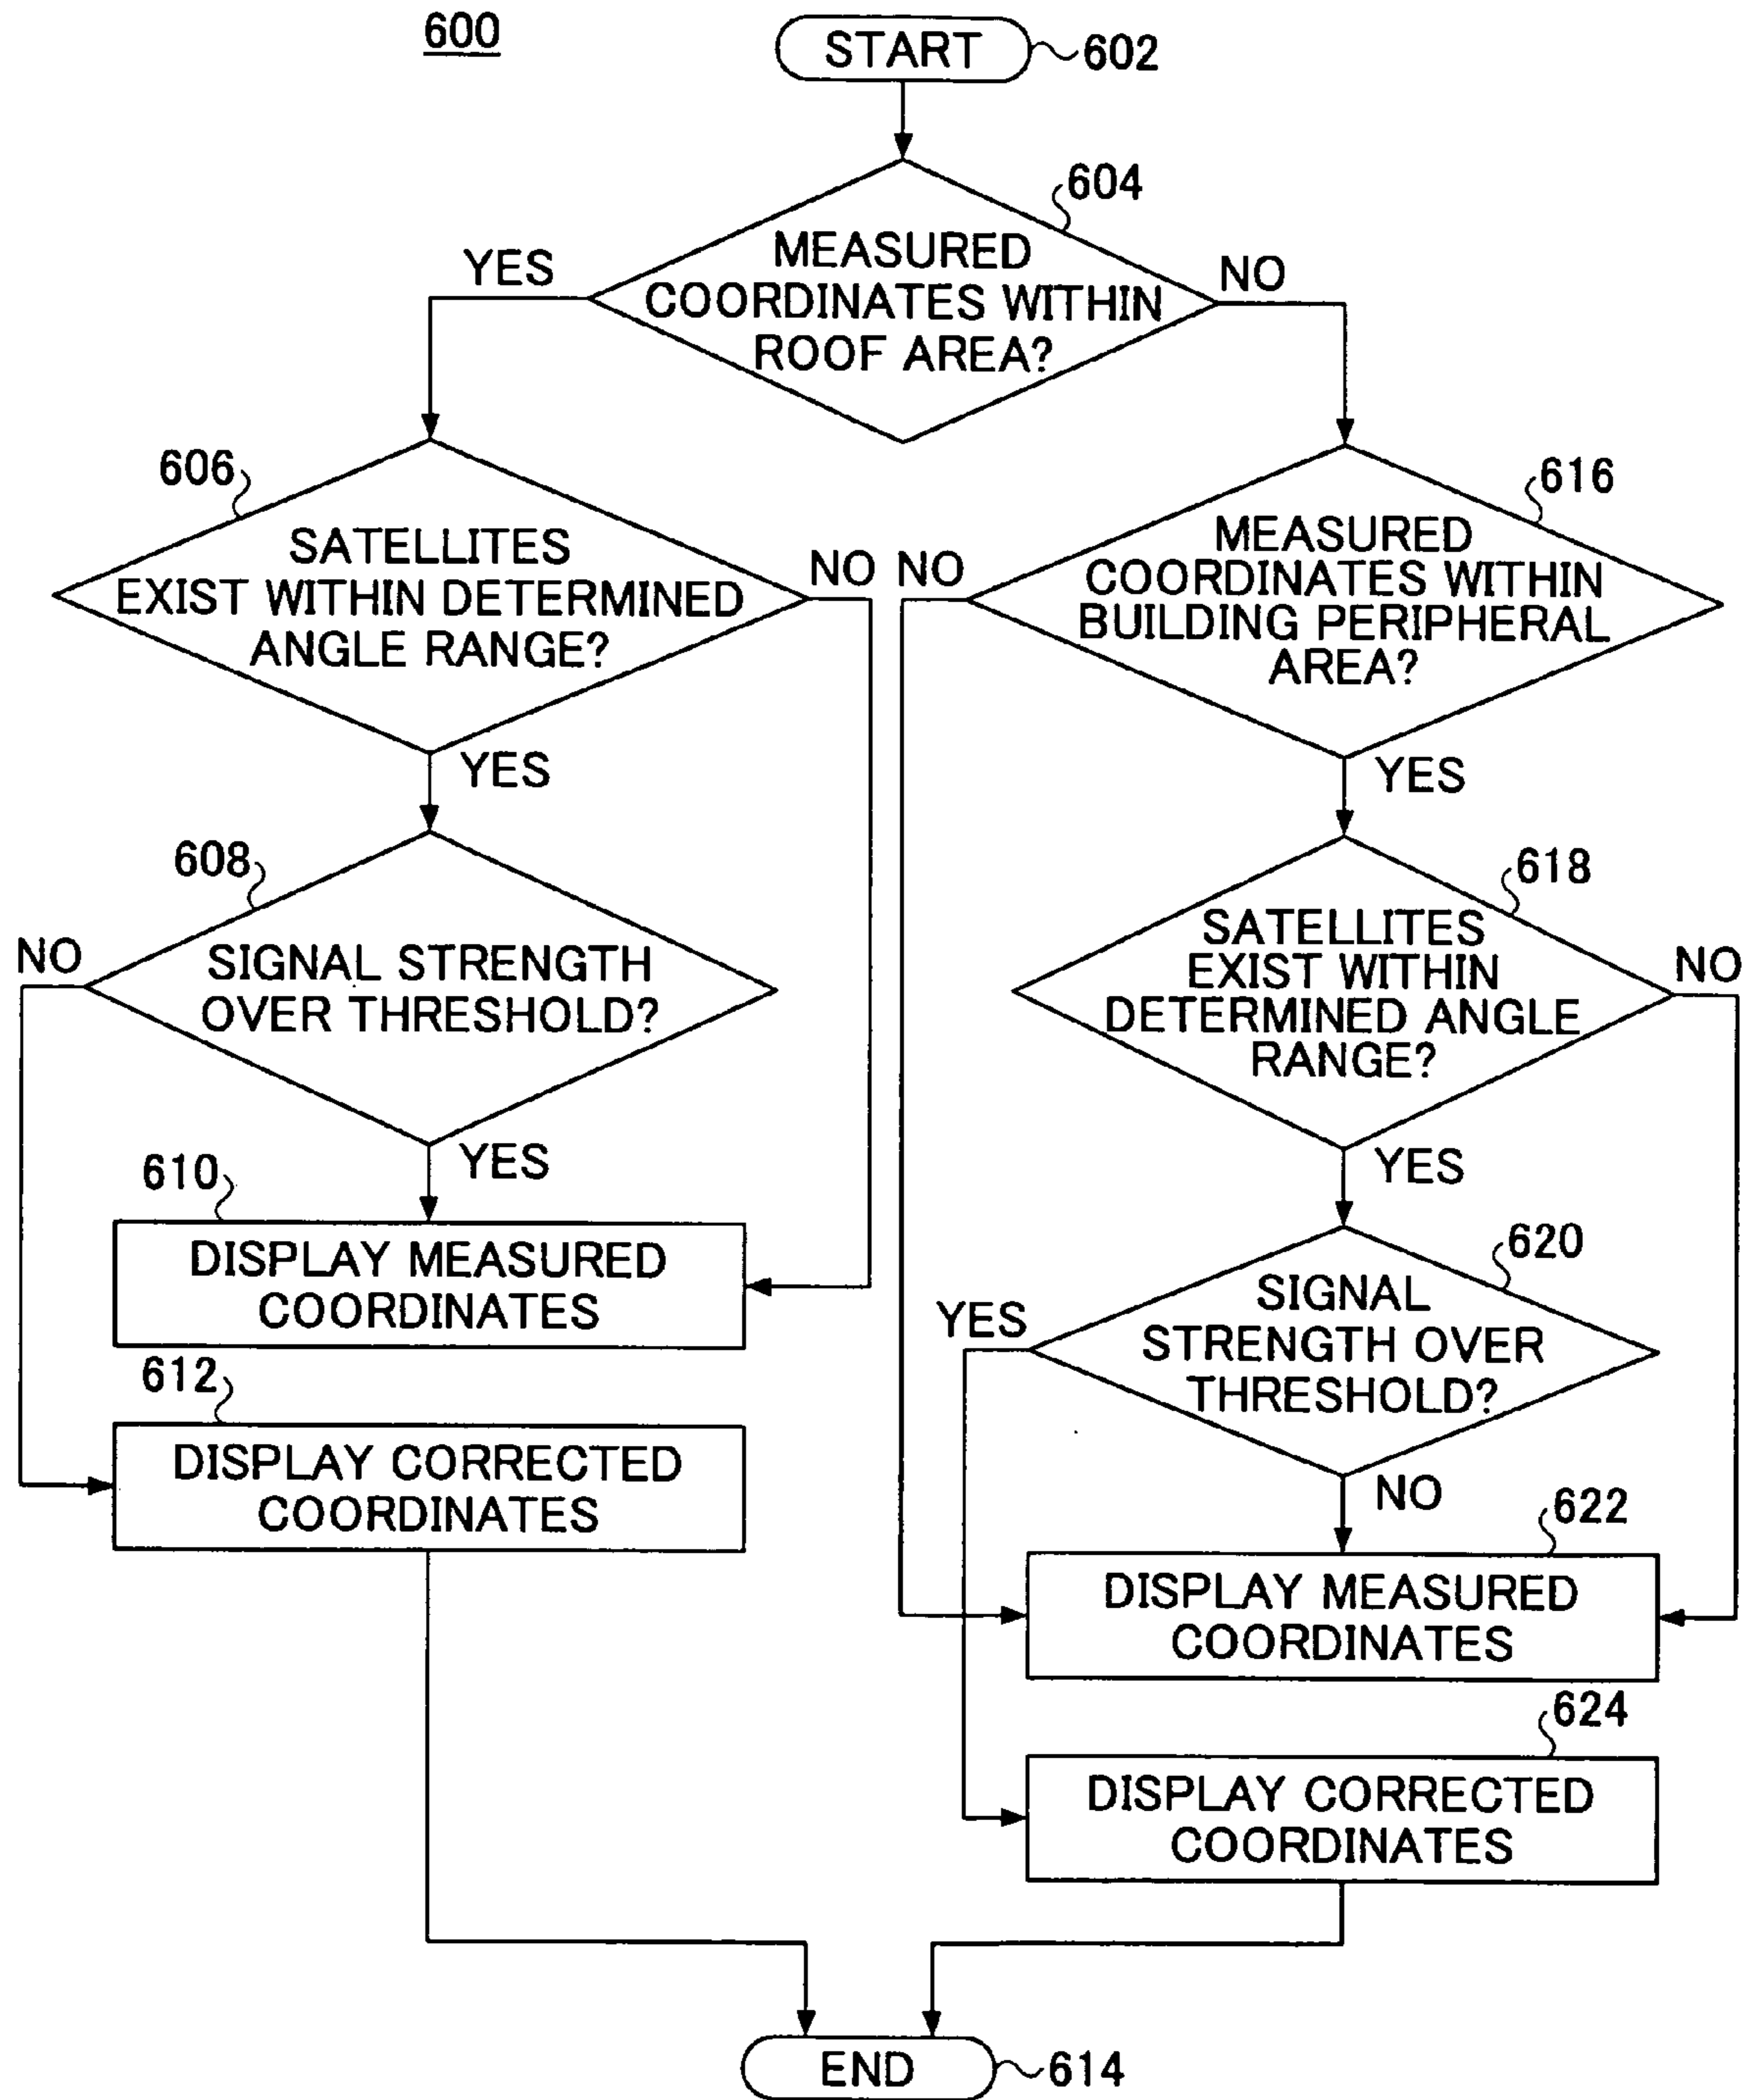 600
START
602
604
MEASURED
COORDINATES WITHIN
ROOF AREA?
YES
NO
606
SATELLITES
EXIST WITHIN DETERMINED
ANGLE RANGE?
NO
YES
616
MEASURED
COORDINATES WITHIN
BUILDING PERIPHERAL
AREA?
NO
YES
608
SIGNAL STRENGTH
OVER THRESHOLD?
NO
YES
618
SATELLITES
EXIST WITHIN
DETERMINED ANGLE
RANGE?
NO
YES
610
DISPLAY MEASURED
COORDINATES
612
DISPLAY CORRECTED
COORDINATES
620
SIGNAL
STRENGTH OVER
THRESHOLD?
YES
NO
622
DISPLAY MEASURED
COORDINATES
624
DISPLAY CORRECTED
COORDINATES
END
614